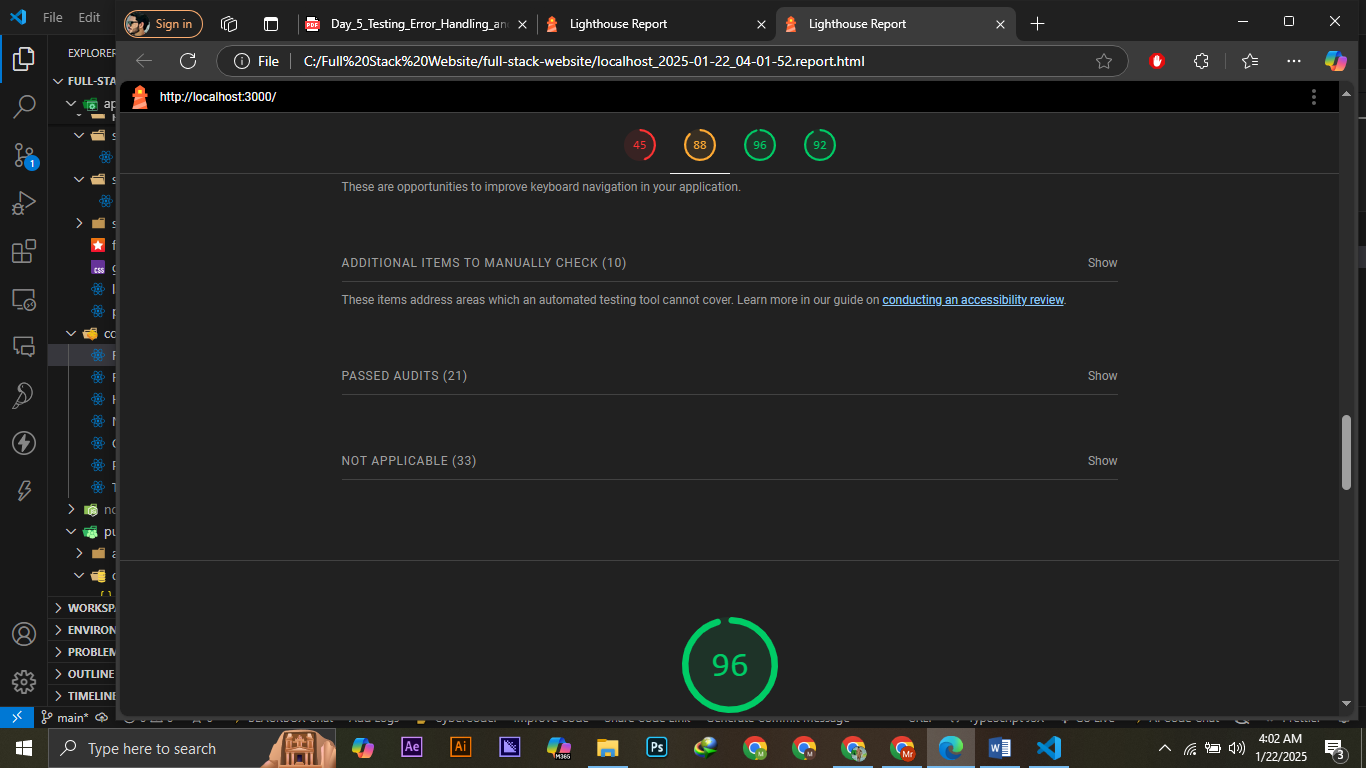 File
Edit
Sign in
Day_5_Testing_Error_Handling_an
Lighthouse Report
Lighthouse Report
EXPLORER
File
C:/Full%20Stack%20Website/full-stack-website/localhost_2025-01-22_04-01-52.report.html
FULL-STA
http://localhost:3000/
45
88
96
92
1
These are opportunities to improve keyboard navigation in your application.
ADDITIONAL ITEMS TO MANUALLY CHECK (10)
Show
These items address areas which an automated testing tool cannot cover. Learn more in our guide on conducting an accessibility review.
PASSED AUDITS (21)
Show
NOT APPLICABLE (33)
Show
96
WORKSPA
ENVIRON
PROBLEM
OUTLINE
TIMELINE
main*
Type here to search
Ae
Ai
Ps
4:02 AM
1/22/2025
3